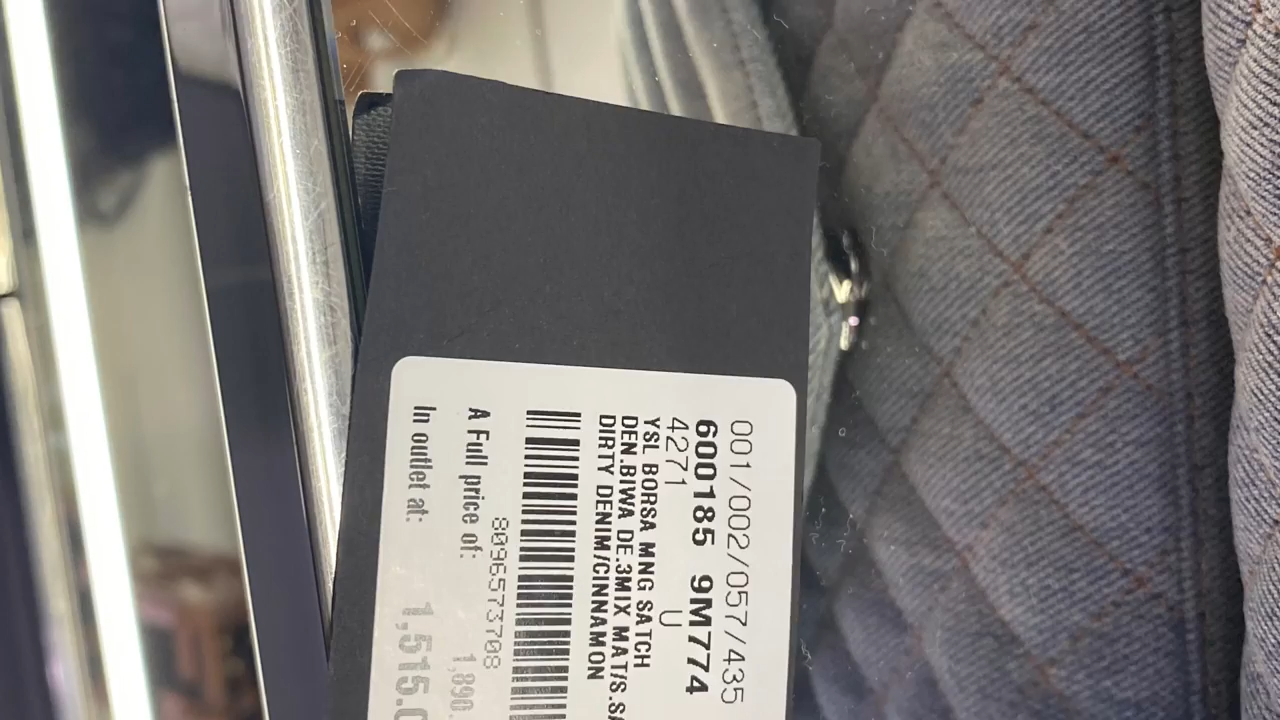 001/002/057/435
600185 9M774
4271 U
YSL BORSA MNG SATCH
DEN.BIWA DE.3MIX MAT/S.SA
DIRTY DENIM/CINNAMON
8096573708
A Full price of: 1,890.
In outlet at: 1,515.0